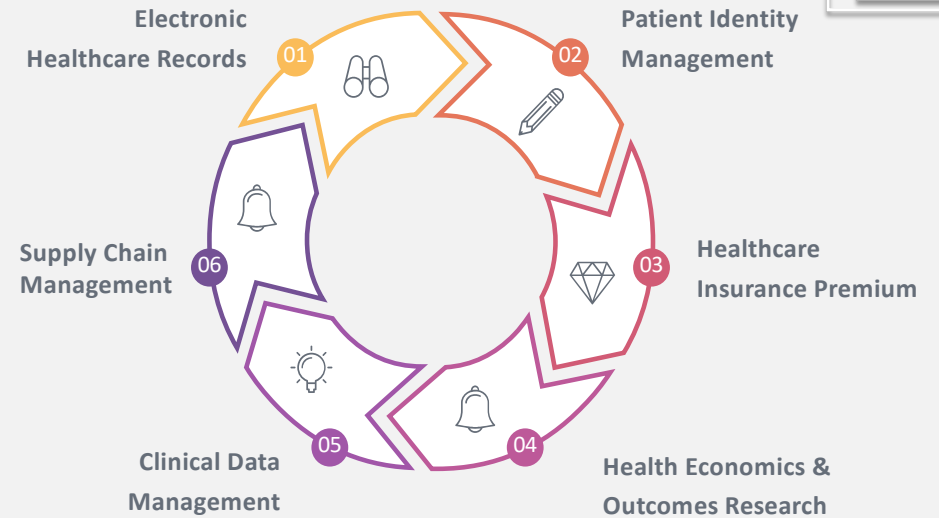 Electronic
Healthcare Records
01
02
Patient Identity
Management
03
Healthcare
Insurance Premium
04
Health Economics &
Outcomes Research
05
Clinical Data
Management
06
Supply Chain
Management